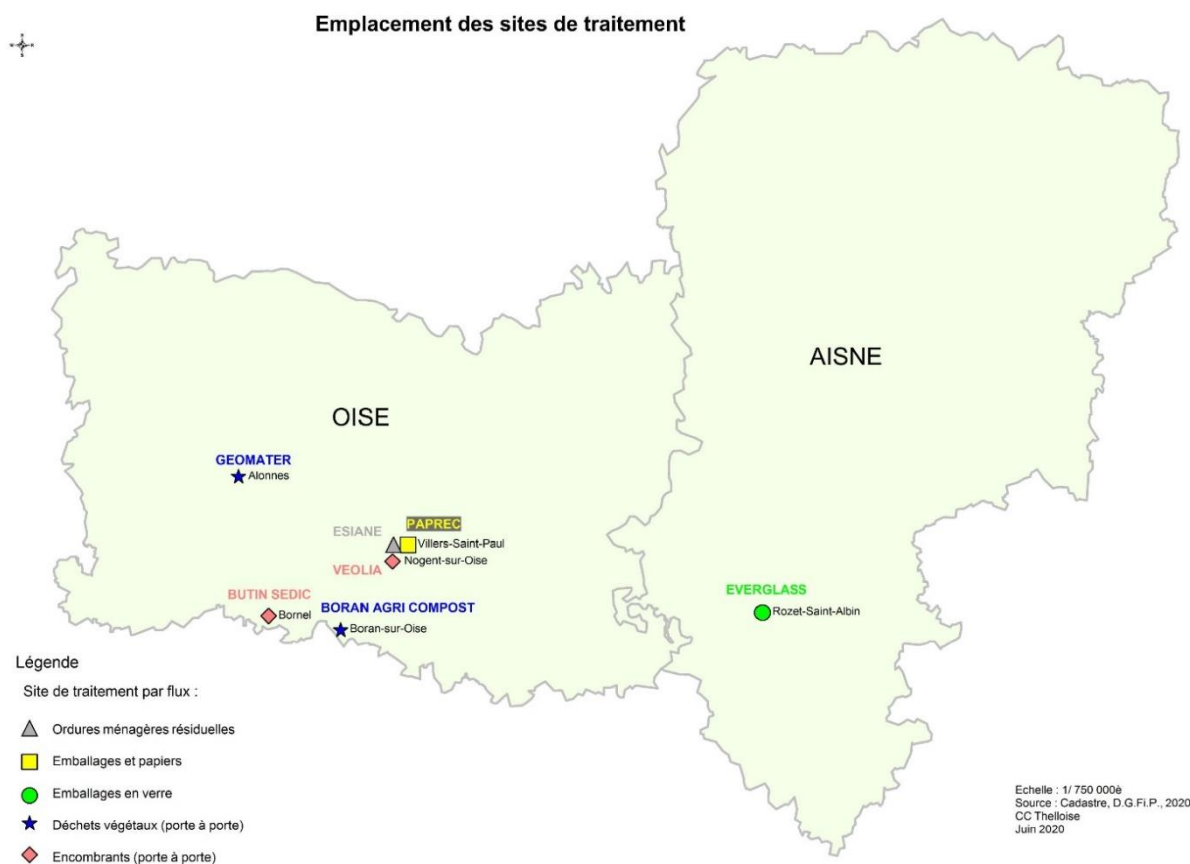 Emplacement des sites de traitement
AISNE
OISE
GEOMATER
Alonnes
PAPREC
ESIANE
Villers-Saint-Paul
Nogent-sur-Oise
VEOLIA
BUTIN SEDIC
Bornel
BORAN AGRI COMPOST
Boran-sur-Oise
EVERGLASS
Rozet-Saint-Albin
Légende
Site de traitement par flux :
Ordures ménagères résiduelles
Emballages et papiers
Emballages en verre
Déchets végétaux (porte à porte)
Encombrants (porte à porte)
Echelle : 1/ 750 000è
Source : Cadastre, D.G.Fi.P., 2020
CC Thelloise
Juin 2020